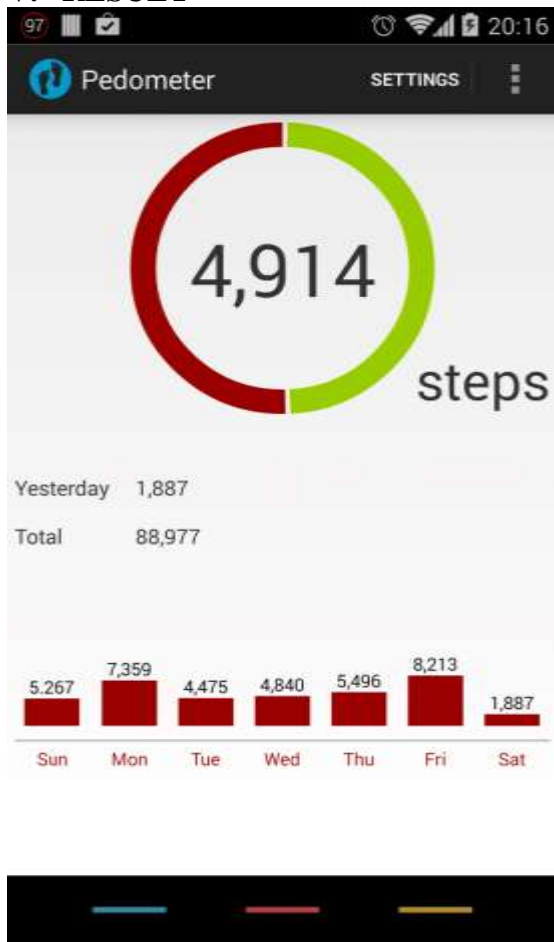 V. RESULT
97 20:16
Pedometer SETTINGS
4,914
steps
Yesterday 1,887
Total 88,977
5.267 7,359 4,475 4,840 5,496 8,213 1,887
Sun Mon Tue Wed Thu Fri Sat